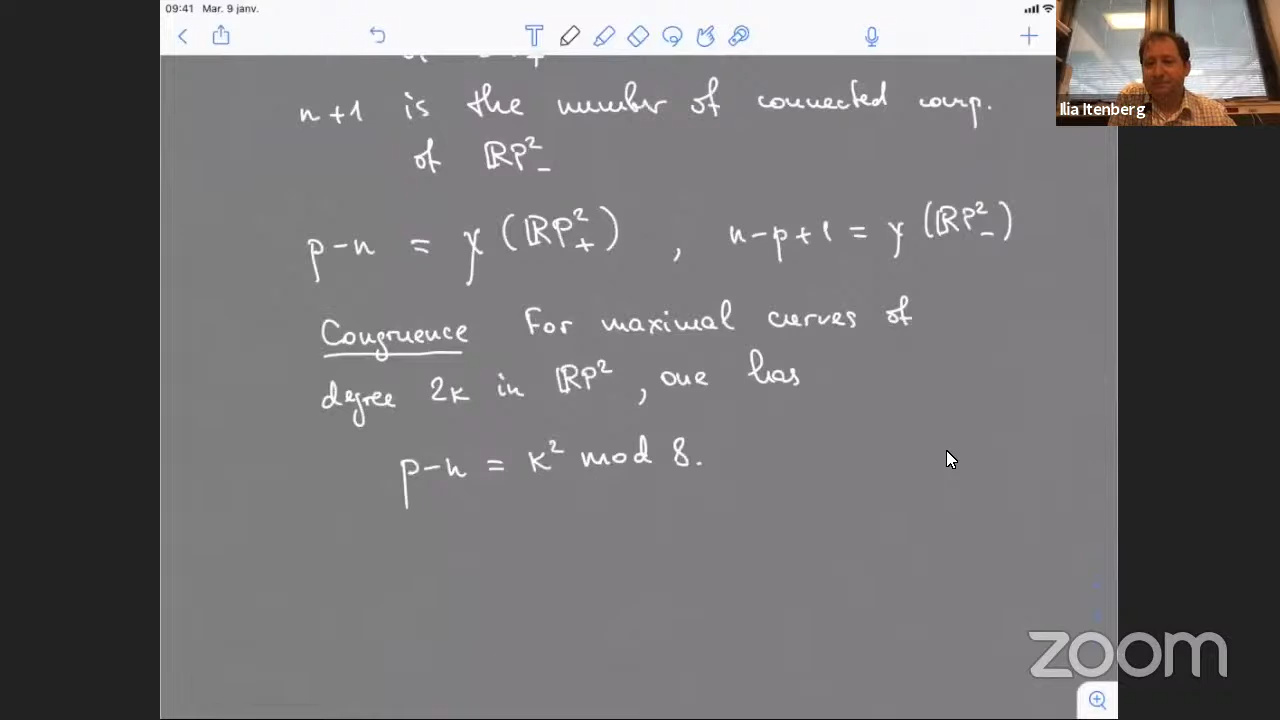 09:41 Mar. 9 janv.
Ilia Itenberg
n+1 is the number of connected comp.
of ℝP²₋
p-n = χ(ℝP²₊) , n-p+1 = χ(ℝP²₋)
Congruence For maximal curves of
degree 2k in ℝP², one has
p-n = k² mod 8.
zoom